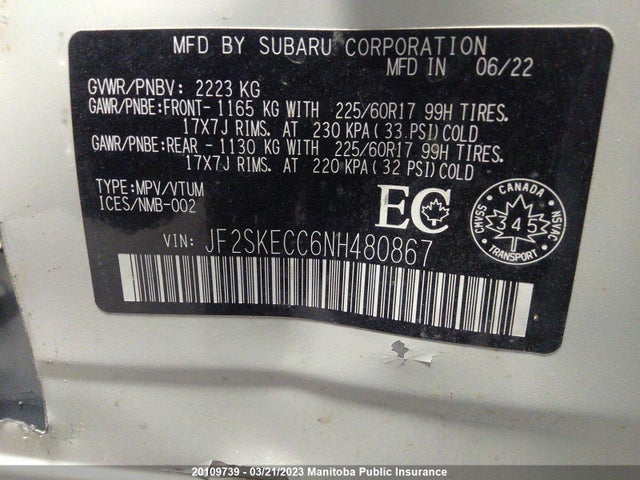 MFD BY SUBARU CORPORATION
MFD IN 06/22
GVWR/PNBV: 2223 KG
GAWR/PNBE:FRONT- 1165 KG WITH 225/60R17 99H TIRES.
17X7J RIMS. AT 230 KPA(33 PSI)COLD
GAWR/PNBE:REAR - 1130 KG WITH 225/60R17 99H TIRES.
17X7J RIMS. AT 220 KPA(32 PSI)COLD
TYPE:MPV/VTUM
ICES/NMB-002
EC
CANADA
CMVSS
345
NSVAC
TRANSPORT
VIN: JF2SKECC6NH480867
20109739 - 03/21/2023 Manitoba Public Insurance